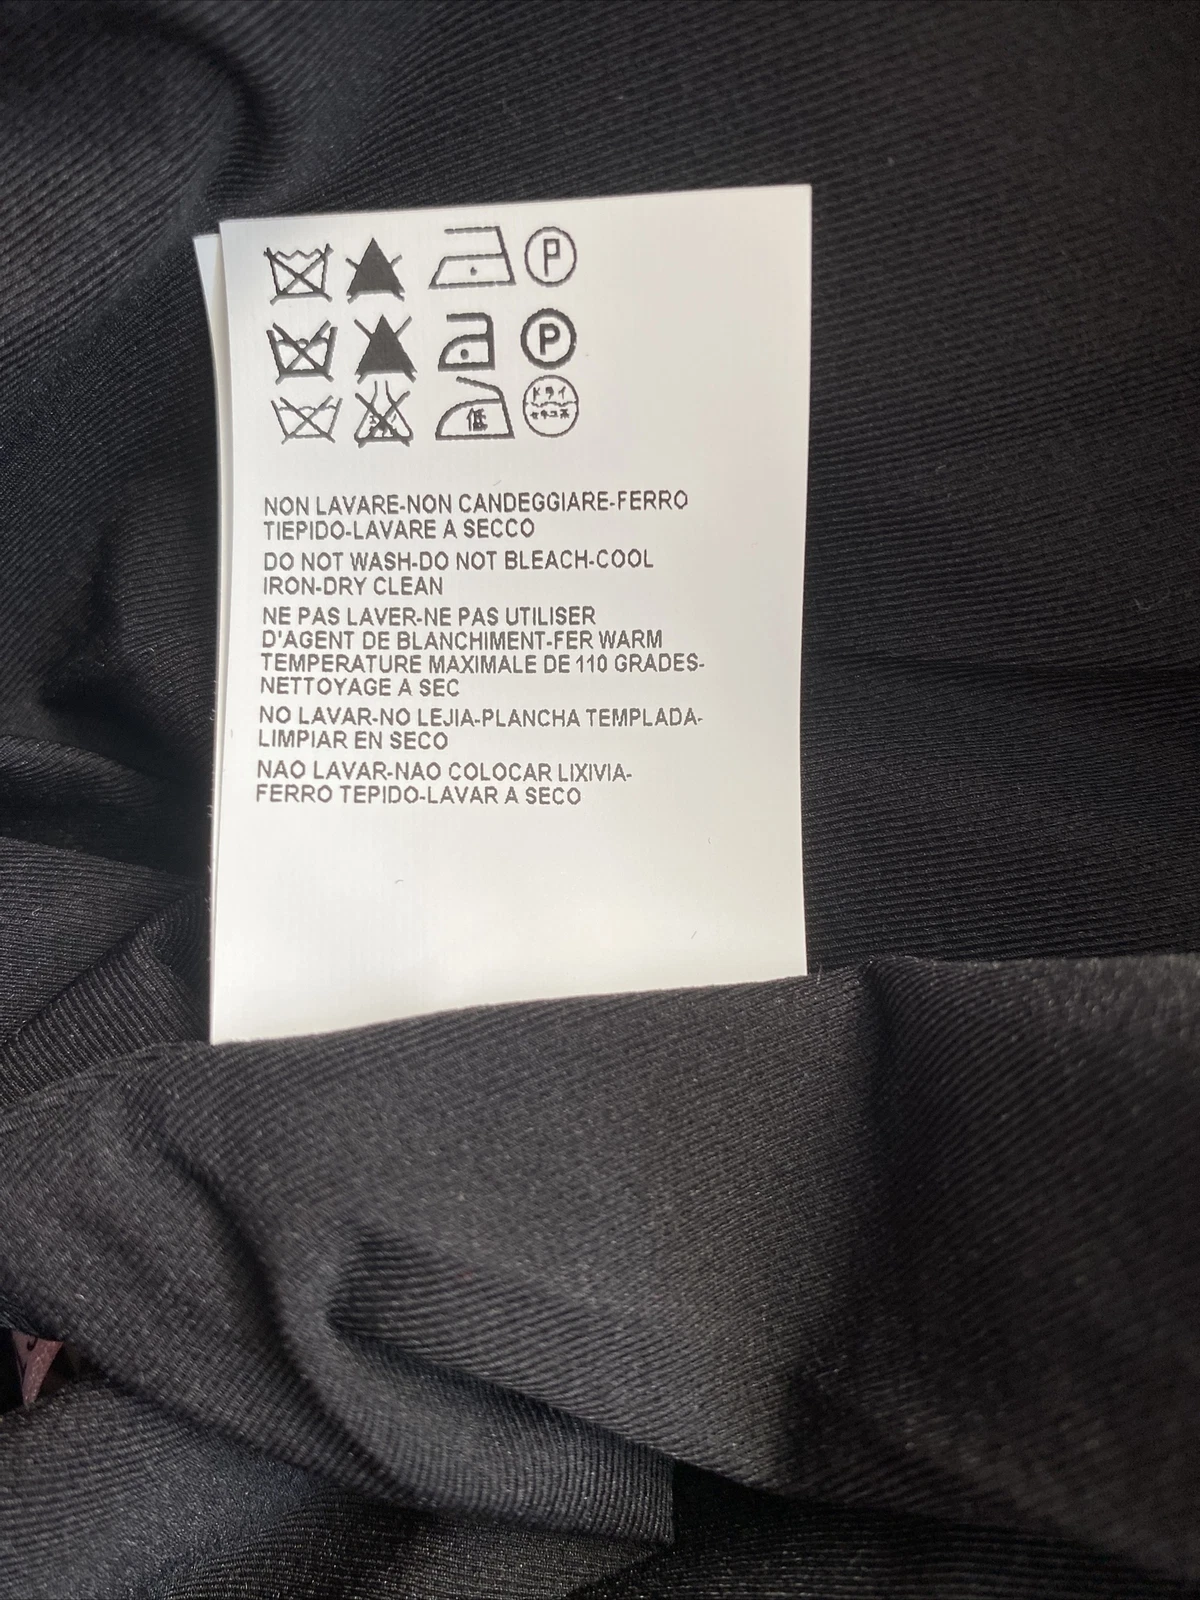 P
P
低
ドライ
セキユ系
NON LAVARE-NON CANDEGGIARE-FERRO
TIEPIDO-LAVARE A SECCO
DO NOT WASH-DO NOT BLEACH-COOL
IRON-DRY CLEAN
NE PAS LAVER-NE PAS UTILISER
D'AGENT DE BLANCHIMENT-FER WARM
TEMPERATURE MAXIMALE DE 110 GRADES-
NETTOYAGE A SEC
NO LAVAR-NO LEJIA-PLANCHA TEMPLADA-
LIMPIAR EN SECO
NAO LAVAR-NAO COLOCAR LIXIVIA-
FERRO TEPIDO-LAVAR A SECO